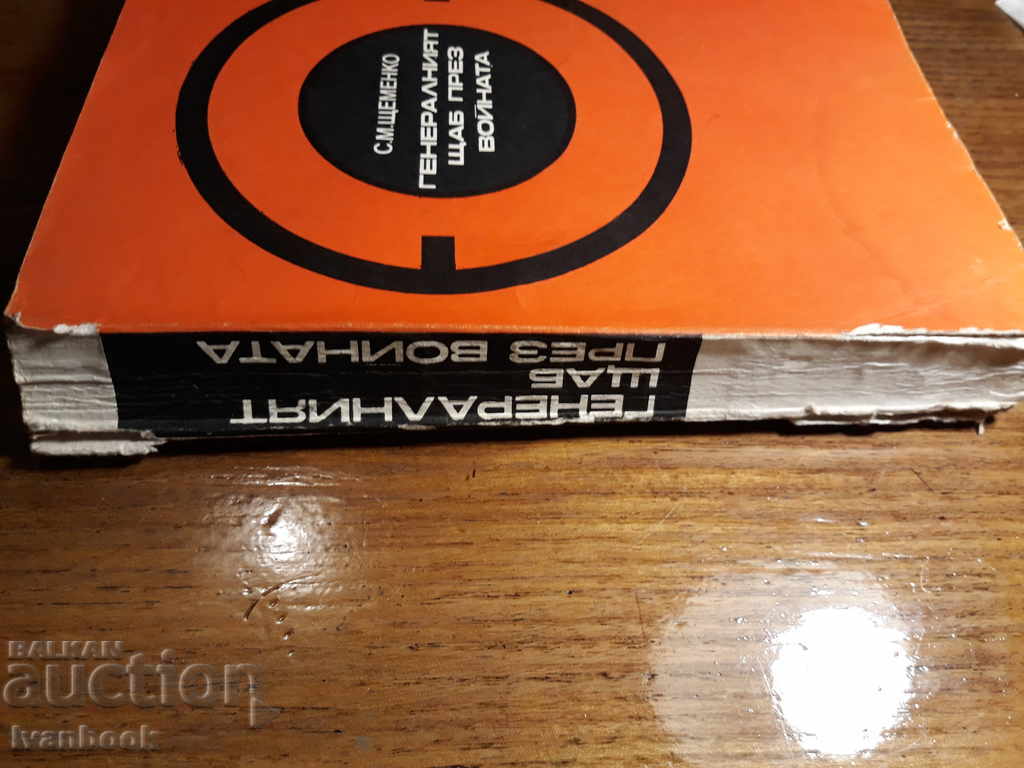 С.М.ЩЕМЕНКО
ГЕНЕРАЛНИЯТ
ЩАБ ПРЕЗ
ВОЙНАТА
ГЕНЕРАЛНИЯТ
ЩАБ
ПРЕЗ ВОЙНАТА
BALKAN
auction
Ivanbook